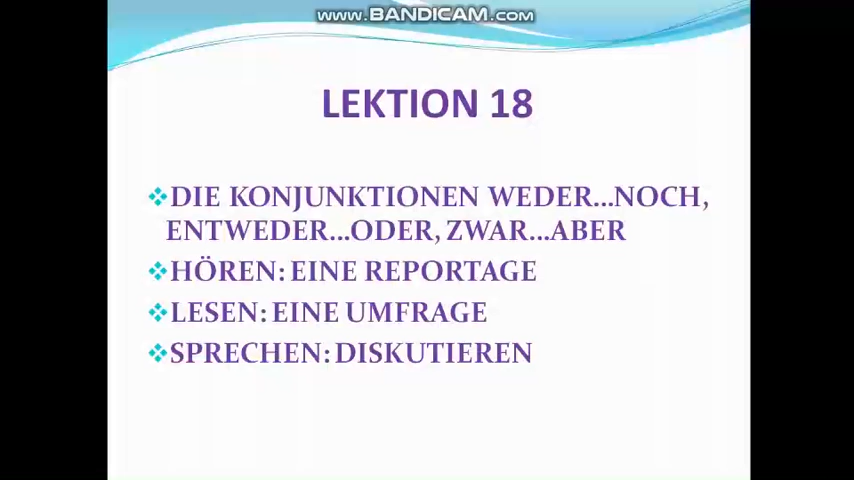 www.BANDICAM.com
LEKTION 18
❖DIE KONJUNKTIONEN WEDER...NOCH,
ENTWEDER...ODER, ZWAR...ABER
❖HÖREN: EINE REPORTAGE
❖LESEN: EINE UMFRAGE
❖SPRECHEN: DISKUTIEREN